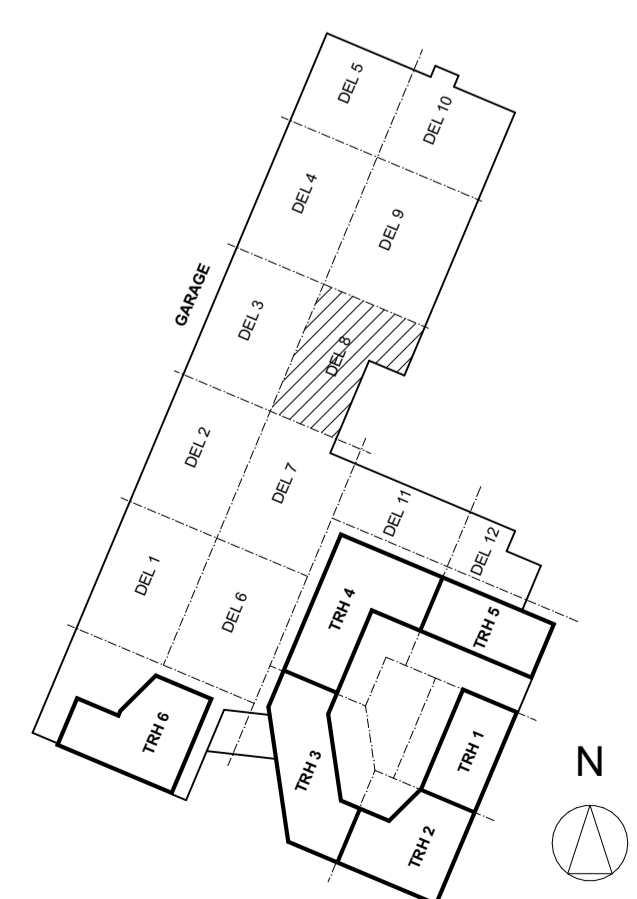 DEL 5
DEL 10
DEL 4
DEL 9
GARAGE
DEL 3
DEL 8
DEL 2
DEL 7
DEL 11
DEL 12
DEL 1
DEL 6
TRH 4
TRH 5
TRH 6
TRH 3
TRH 1
TRH 2
N